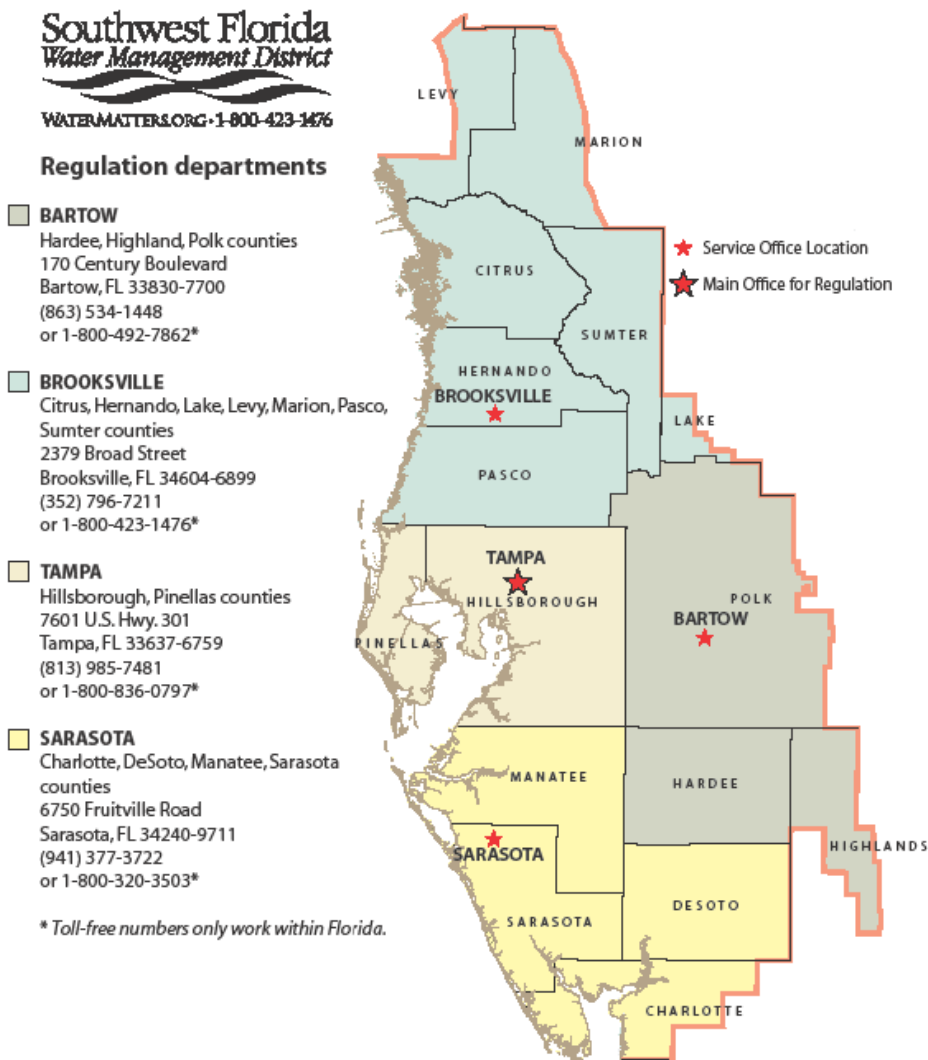 Southwest Florida
Water Management District
WATERMATTERS.ORG • 1-800-423-1476
Regulation departments
BARTOW
Hardee, Highland, Polk counties
170 Century Boulevard
Bartow, FL 33830-7700
(863) 534-1448
or 1-800-492-7862*
BROOKSVILLE
Citrus, Hernando, Lake, Levy, Marion, Pasco,
Sumter counties
2379 Broad Street
Brooksville, FL 34604-6899
(352) 796-7211
or 1-800-423-1476*
TAMPA
Hillsborough, Pinellas counties
7601 U.S. Hwy. 301
Tampa, FL 33637-6759
(813) 985-7481
or 1-800-836-0797*
SARASOTA
Charlotte, DeSoto, Manatee, Sarasota
counties
6750 Fruitville Road
Sarasota, FL 34240-9711
(941) 377-3722
or 1-800-320-3503*
* Toll-free numbers only work within Florida.
LEVY
MARION
Service Office Location
Main Office for Regulation
CITRUS
SUMTER
HERNANDO
BROOKSVILLE
LAKE
PASCO
TAMPA
HILLSBOROUGH
POLK
BARTOW
PINELLAS
MANATEE
HARDEE
HIGHLANDS
SARASOTA
DESOTO
SARASOTA
CHARLOTTE